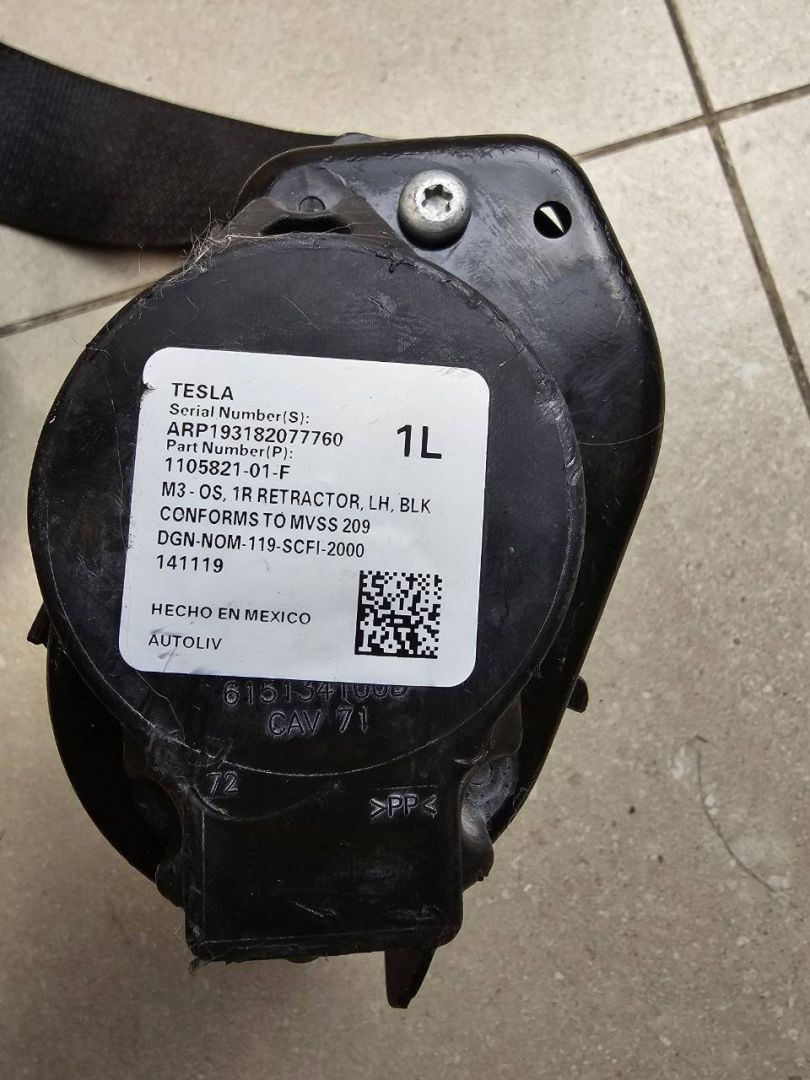 TESLA
Serial Number(S):
ARP193182077760
1L
Part Number(P):
1105821-01-F
M3 - OS, 1R RETRACTOR, LH, BLK
CONFORMS TO MVSS 209
DGN-NOM-119-SCFI-2000
141119
HECHO EN MEXICO
AUTOLIV
615134100B
CAV 71
72
>PP<